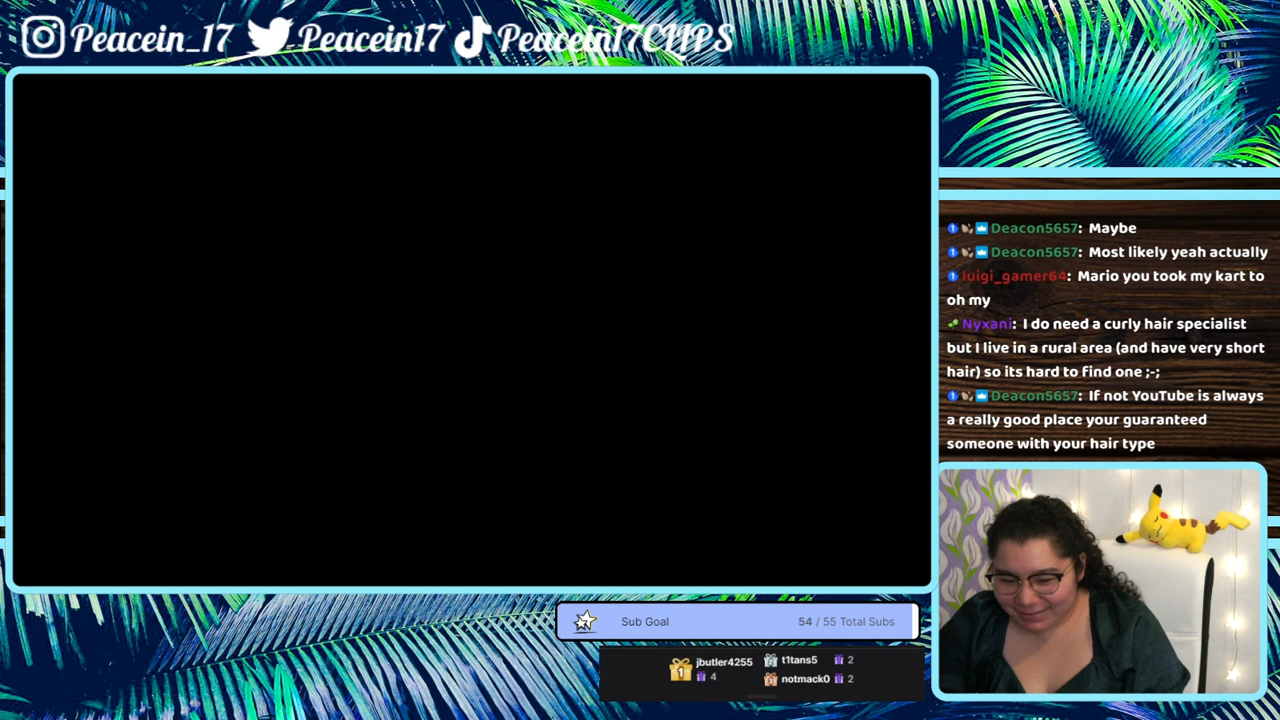 Peacein_17 Peacein17 Peacein17ClIPS
Deacon5657: Maybe
Deacon5657: Most likely yeah actually
luigi_gamer64: Mario you took my kart to
oh my
Nyxani: I do need a curly hair specialist
but I live in a rural area (and have very short
hair) so its hard to find one ;-;
Deacon5657: If not YouTube is always
a really good place your guaranteed
someone with your hair type
Sub Goal 54 / 55 Total Subs
1 jbutler4255 4
t1tans5 2
notmack0 2